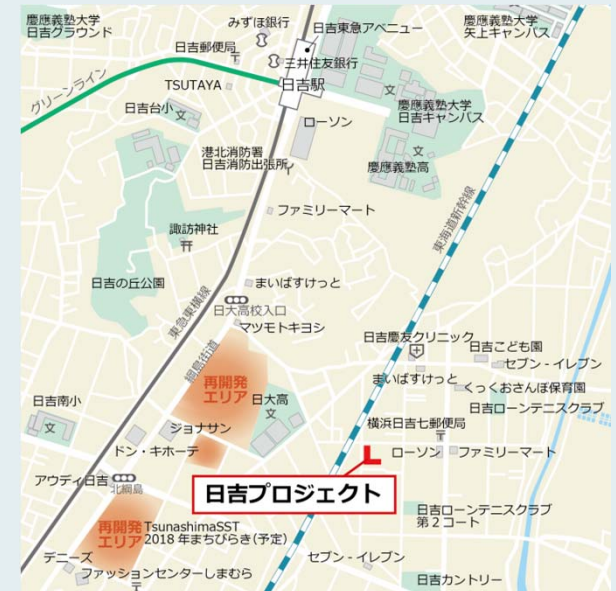 慶應義塾大学
日吉グラウンド
みずほ銀行
日吉東急アベニュー
慶應義塾大学
矢上キャンパス
日吉郵便局
三井住友銀行
グリーンライン
TSUTAYA
日吉駅
文
日吉台小
文
慶應義塾大学
日吉キャンパス
ローソン
港北消防署
日吉消防出張所
文
慶應義塾高
ファミリーマート
東海道新幹線
諏訪神社
日吉の丘公園
まいばすけっと
東急東横線
日大高校入口
マツモトキヨシ
綱島街道
日吉慶友クリニック
日吉こども園
セブン-イレブン
再開発
エリア
まいばすけっと
くっくおさんぽ保育園
日吉南小
文
日大高
文
日吉ローンテニスクラブ
ジョナサン
横浜日吉七郵便局
ドン・キホーテ
ローソン
ファミリーマート
アウディ日吉
北綱島
日吉プロジェクト
再開発
エリア
TsunashimaSST
2018年まちびらき(予定)
日吉ローンテニスクラブ
第2コート
デニーズ
セブン-イレブン
ファッションセンターしまむら
日吉カントリー